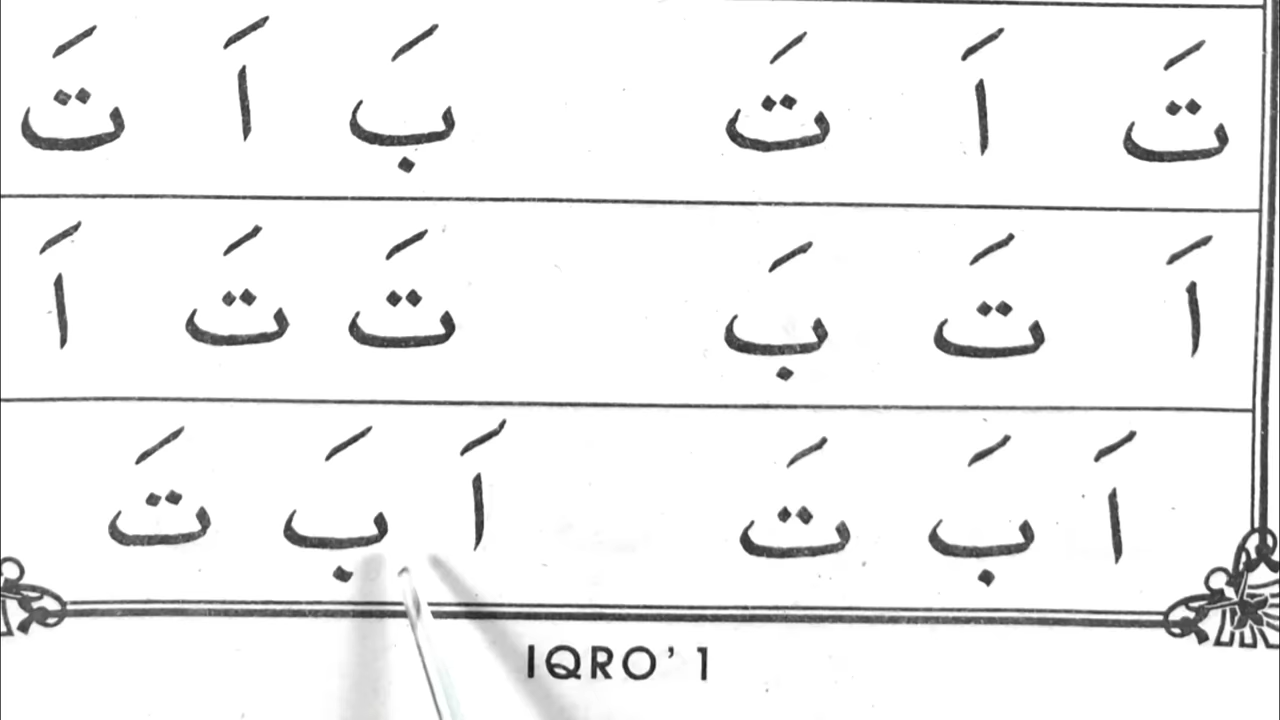 تَ اَ تَ بَ اَ تَ
اَ تَ بَ تَ تَ اَ
اَ بَ تَ اَ بَ تَ
IQRO' 1